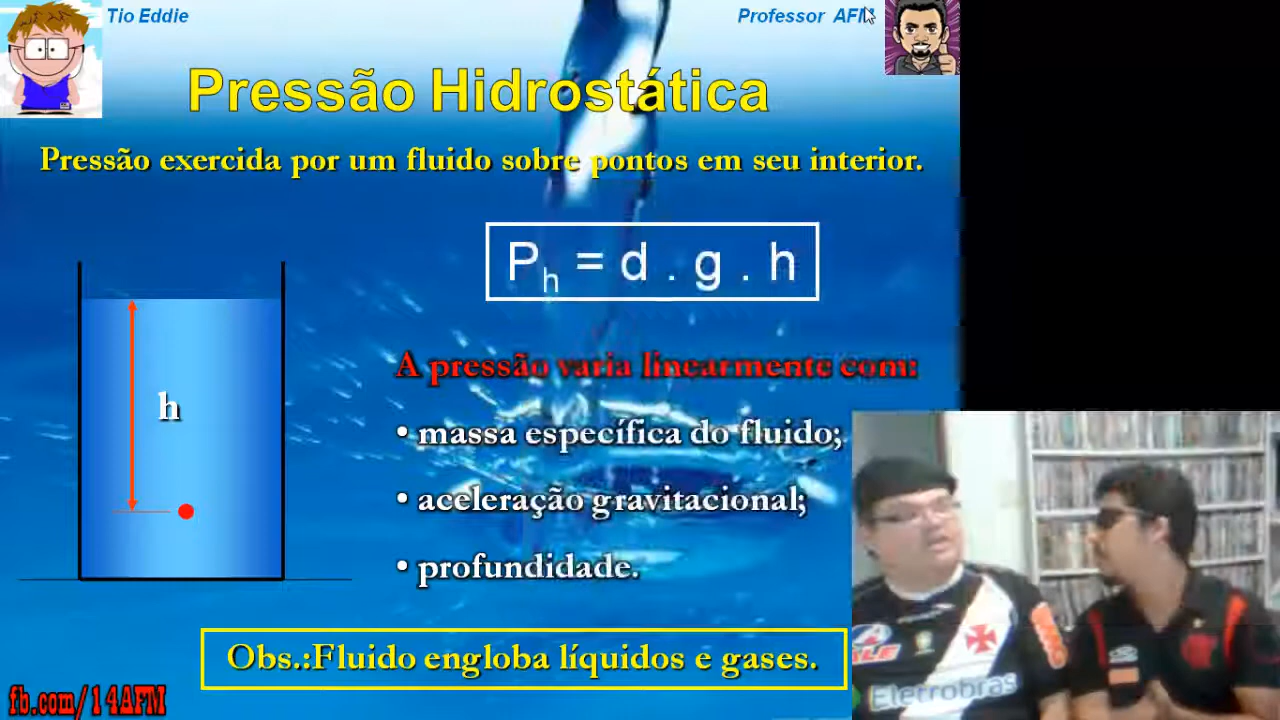 Tio Eddie
Professor AFM
Pressão Hidrostática
Pressão exercida por um fluido sobre pontos em seu interior.
Ph = d . g . h
A pressão varia linearmente com:
h
• massa específica do fluido;
• aceleração gravitacional;
• profundidade.
Obs.:Fluido engloba líquidos e gases.
fb.com/14AFM
Eletrobras